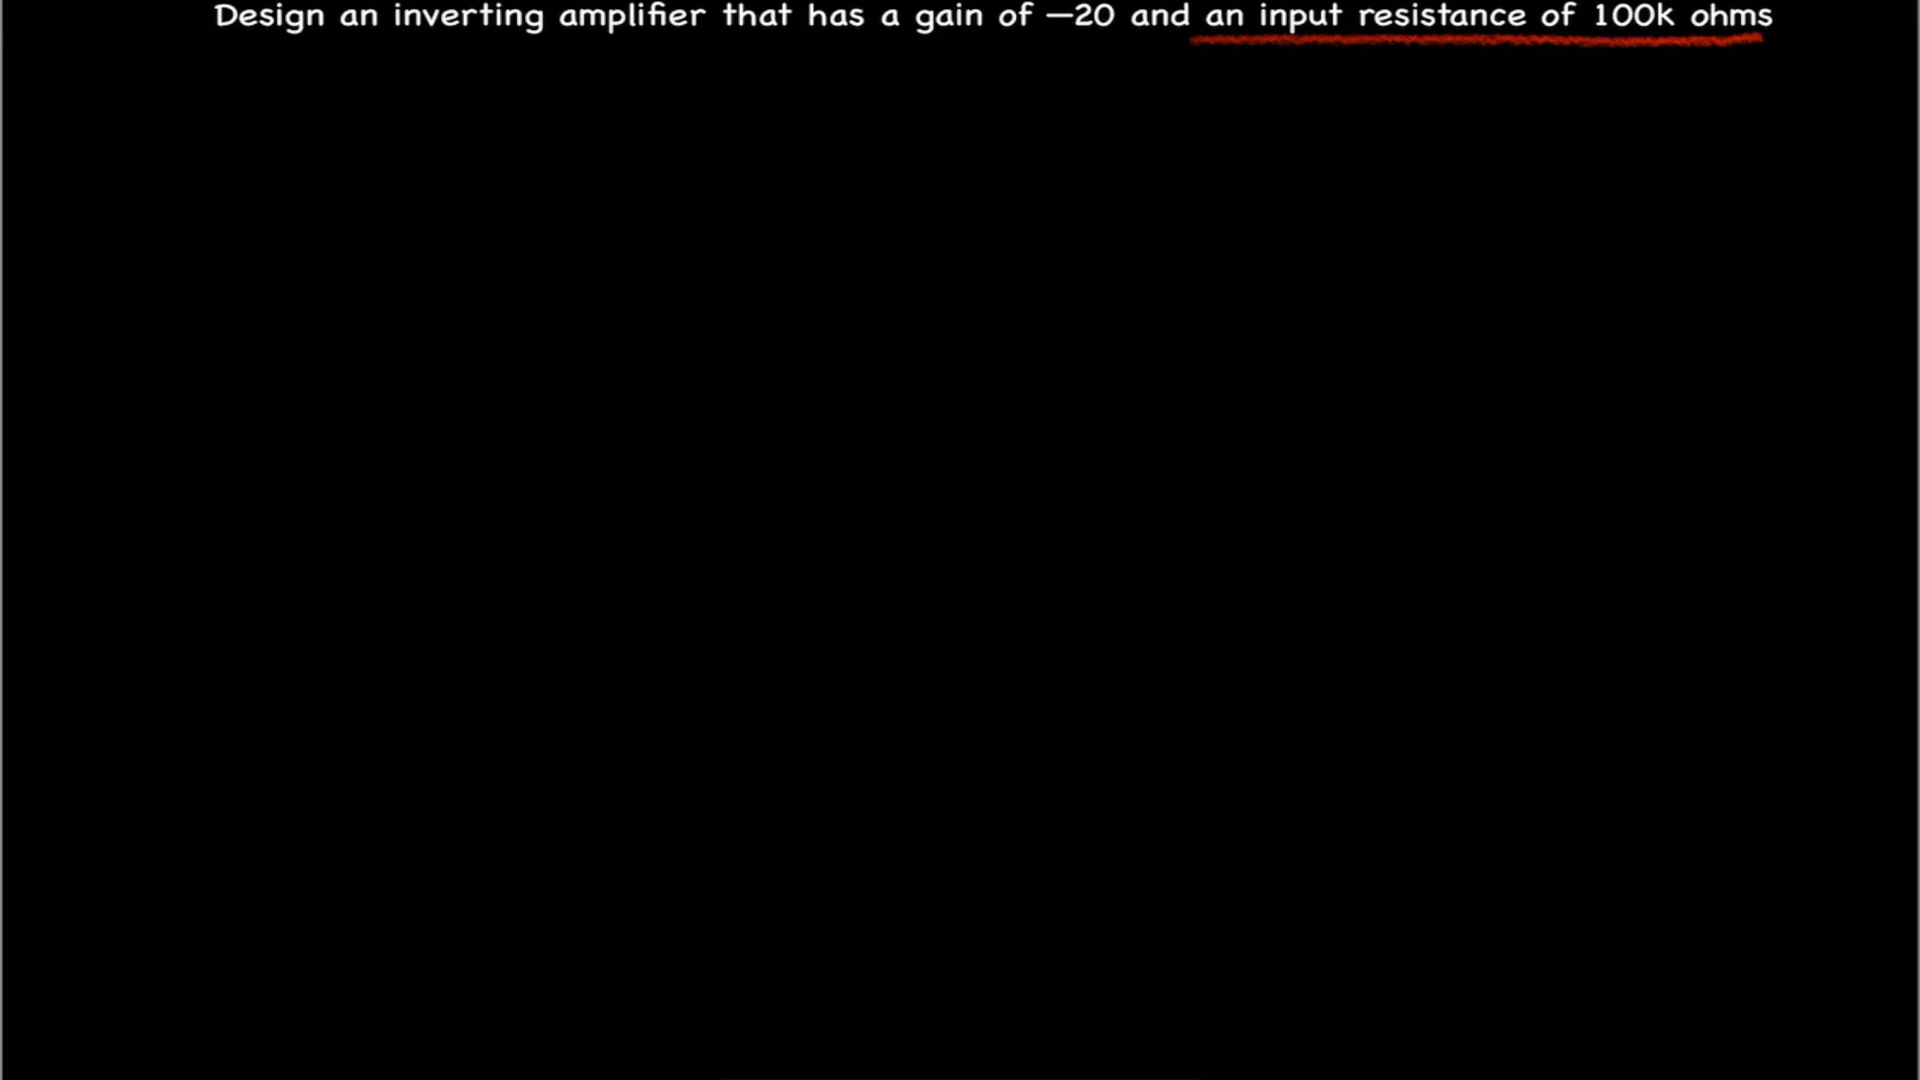 Design an inverting amplifier that has a gain of —20 and an input resistance of 100k ohms